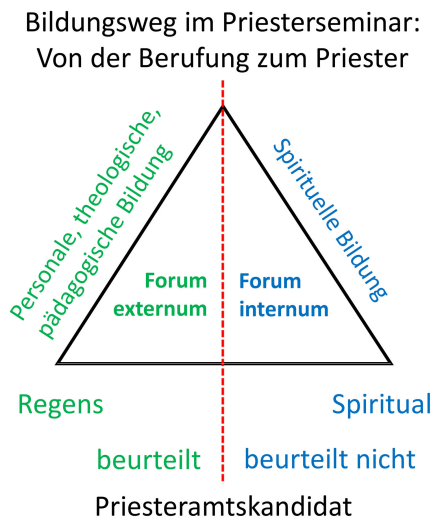 Bildungsweg im Priesterseminar:
Von der Berufung zum Priester
Personale, theologische,
pädagogische Bildung
Spirituelle Bildung
Forum
externum
Forum
internum
Regens
Spiritual
beurteilt
beurteilt nicht
Priesteramtskandidat